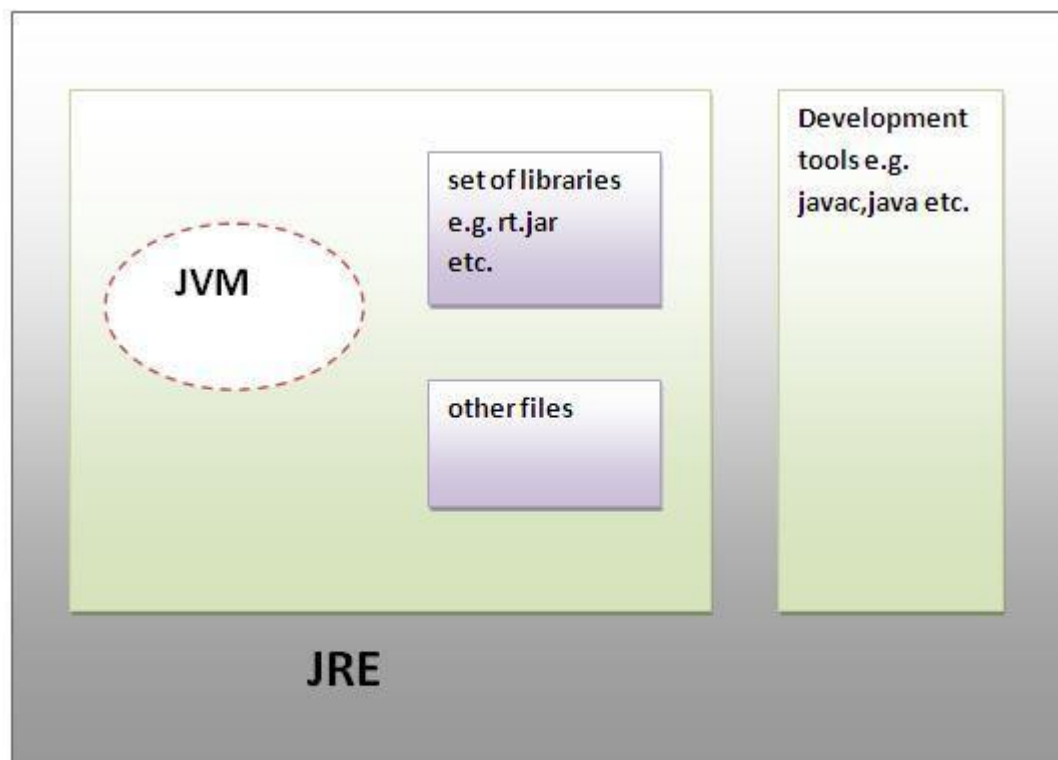 JVM
set of libraries
e.g. rt.jar
etc.
other files
Development
tools e.g.
javac,java etc.
JRE